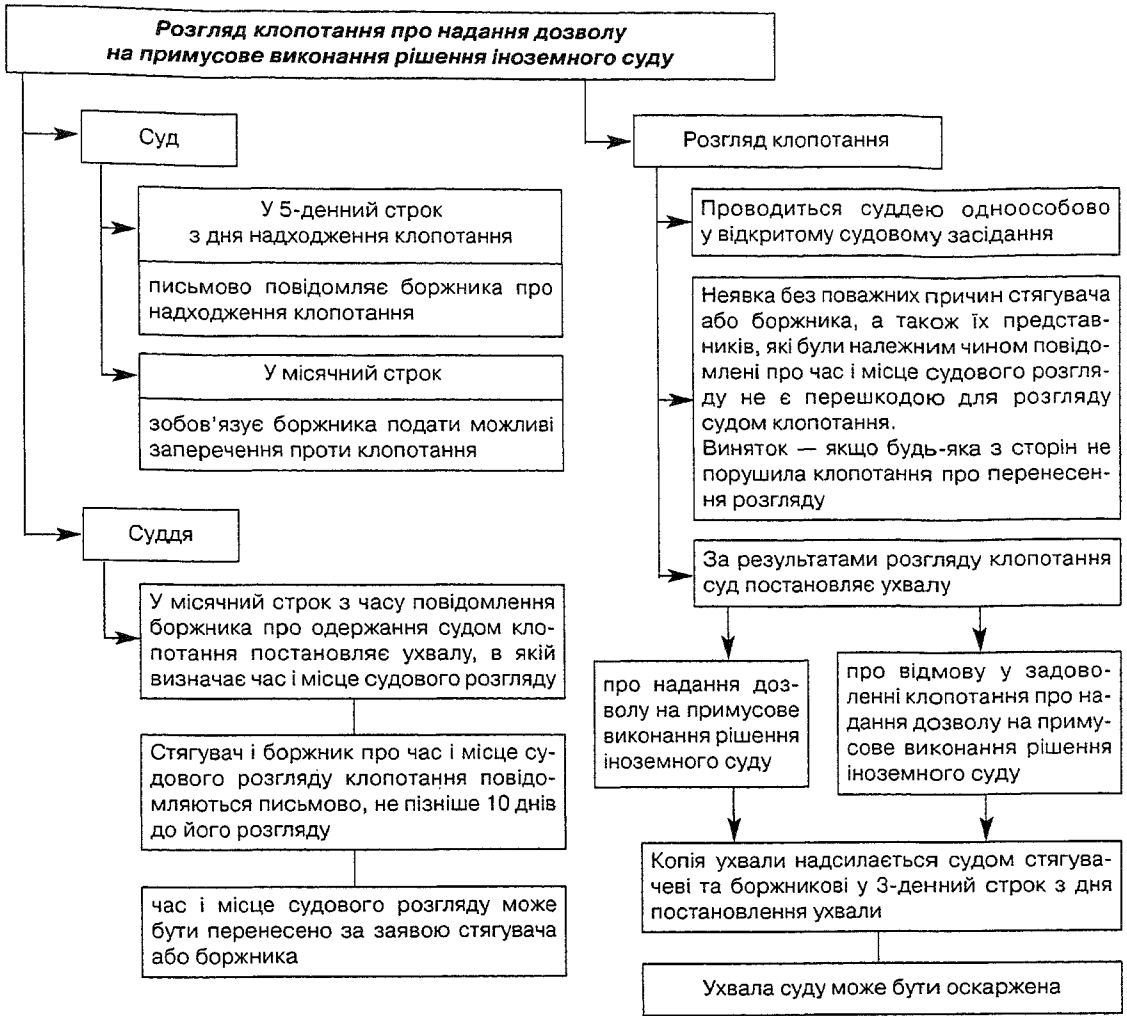 Розгляд клопотання про надання дозволу
на примусове виконання рішення іноземного суду
Суд
У 5-денний строк
з дня надходження клопотання
письмово повідомляє боржника про
надходження клопотання
У місячний строк
зобов’язує боржника подати можливі
заперечення проти клопотання
Суддя
У місячний строк з часу повідомлення
боржника про одержання судом кло-
потання постановляє ухвалу, в якій
визначає час і місце судового розгляду
Стягувач і боржник про час і місце су-
дового розгляду клопотання повідо-
мляються письмово, не пізніше 10 днів
до його розгляду
час і місце судового розгляду може
бути перенесено за заявою стягувача
або боржника
Розгляд клопотання
Проводиться суддею одноособово
у відкритому судовому засідання
Неявка без поважних причин стягувача
або боржника, а також їх представ-
ників, які були належним чином повідо-
млені про час і місце судового розгля-
ду не є перешкодою для розгляду
судом клопотання.
Виняток — якщо будь-яка з сторін не
порушила клопотання про перенесен-
ня розгляду
За результатами розгляду клопотання
суд постановляє ухвалу
про надання доз-
волу на примусове
виконання рішення
іноземного суду
про відмову у задово-
ленні клопотання про на-
дання дозволу на приму-
сове виконання рішення
іноземного суду
Копія ухвали надсилається судом стягува-
чеві та боржникові у 3-денний строк з дня
постановлення ухвали
Ухвала суду може бути оскаржена